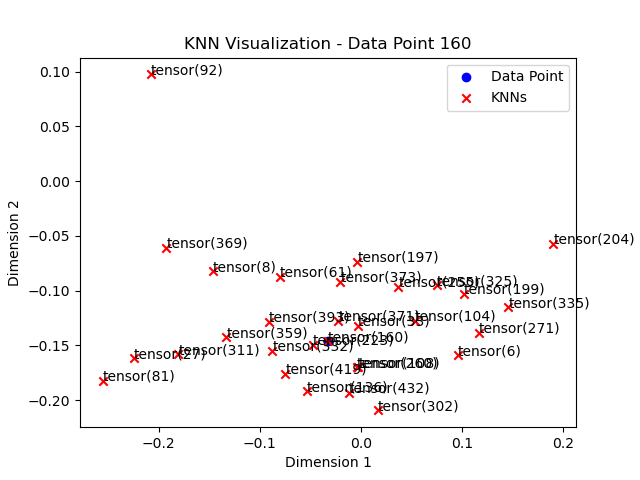 KNN Visualization - Data Point 160
Data Point
KNNs
tensor(92)
tensor(204)
tensor(369)
tensor(197)
tensor(8)
tensor(61)
tensor(373)
tensor(325)
tensor(199)
tensor(335)
tensor(393)
tensor(371)
tensor(104)
tensor(271)
tensor(359)
tensor(160)
tensor(311)
tensor(27)
tensor(6)
tensor(81)
tensor(136)
tensor(432)
tensor(302)
0.10
0.05
0.00
−0.05
−0.10
−0.15
−0.20
−0.2
−0.1
0.0
0.1
0.2
Dimension 1
Dimension 2